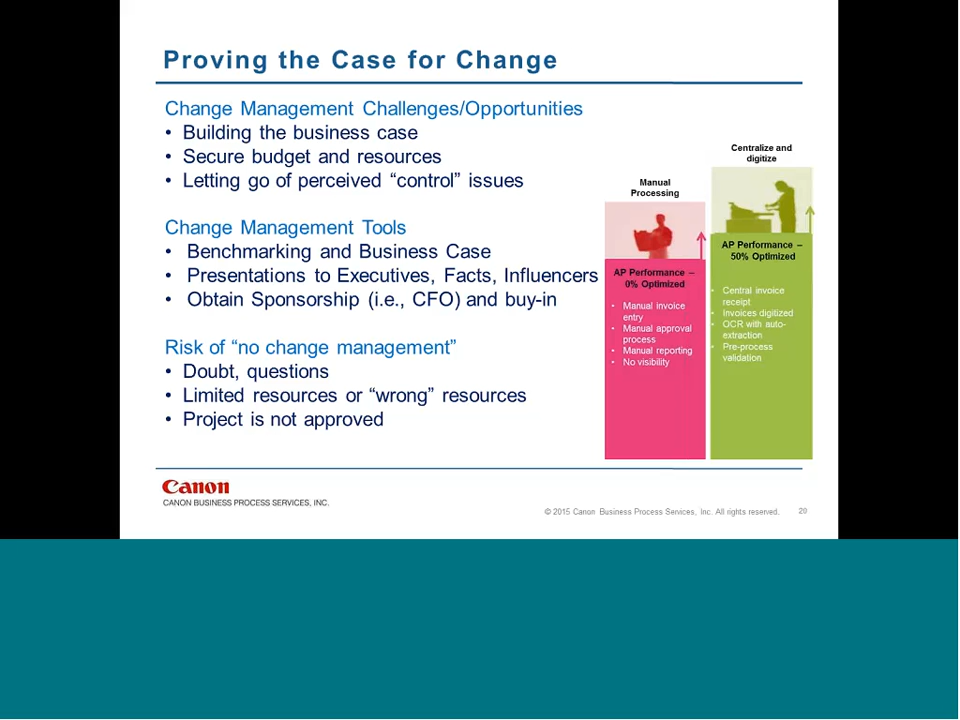 Proving the Case for Change
Change Management Challenges/Opportunities
• Building the business case
• Secure budget and resources
• Letting go of perceived “control” issues
Change Management Tools
• Benchmarking and Business Case
• Presentations to Executives, Facts, Influencers
• Obtain Sponsorship (i.e., CFO) and buy-in
Risk of “no change management”
• Doubt, questions
• Limited resources or “wrong” resources
• Project is not approved
Manual
Processing
AP Performance –
0% Optimized
• Manual invoice
entry
• Manual approval
process
• Manual reporting
• No visibility
Centralize and
digitize
AP Performance –
50% Optimized
• Central invoice
receipt
• Invoices digitized
• OCR with auto-
extraction
• Pre-process
validation
Canon
CANON BUSINESS PROCESS SERVICES, INC.
© 2015 Canon Business Process Services, Inc. All rights reserved.
20